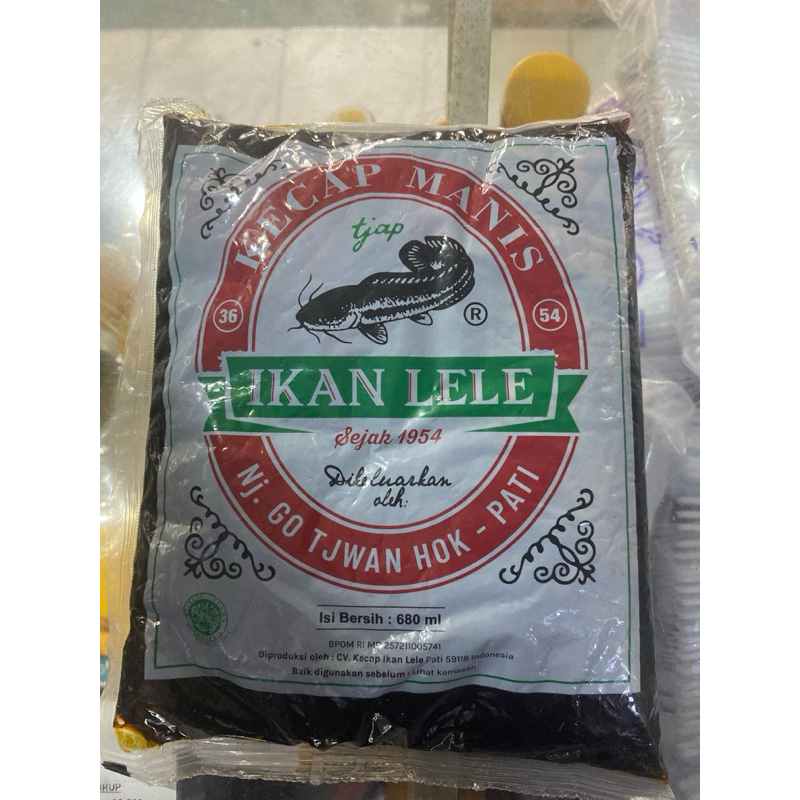 KECAP MANIS
tjap
®
36
54
IKAN LELE
Sejak 1954
Dikeluarkan
oleh:
Nj. GO TJWAN HOK - PATI
Isi Bersih : 680 ml
BPOM RI MD 257211005741
Diproduksi oleh : CV. Kecap Ikan Lele Pati 59118 Indonesia
Baik digunakan sebelum : Lihat kemasan